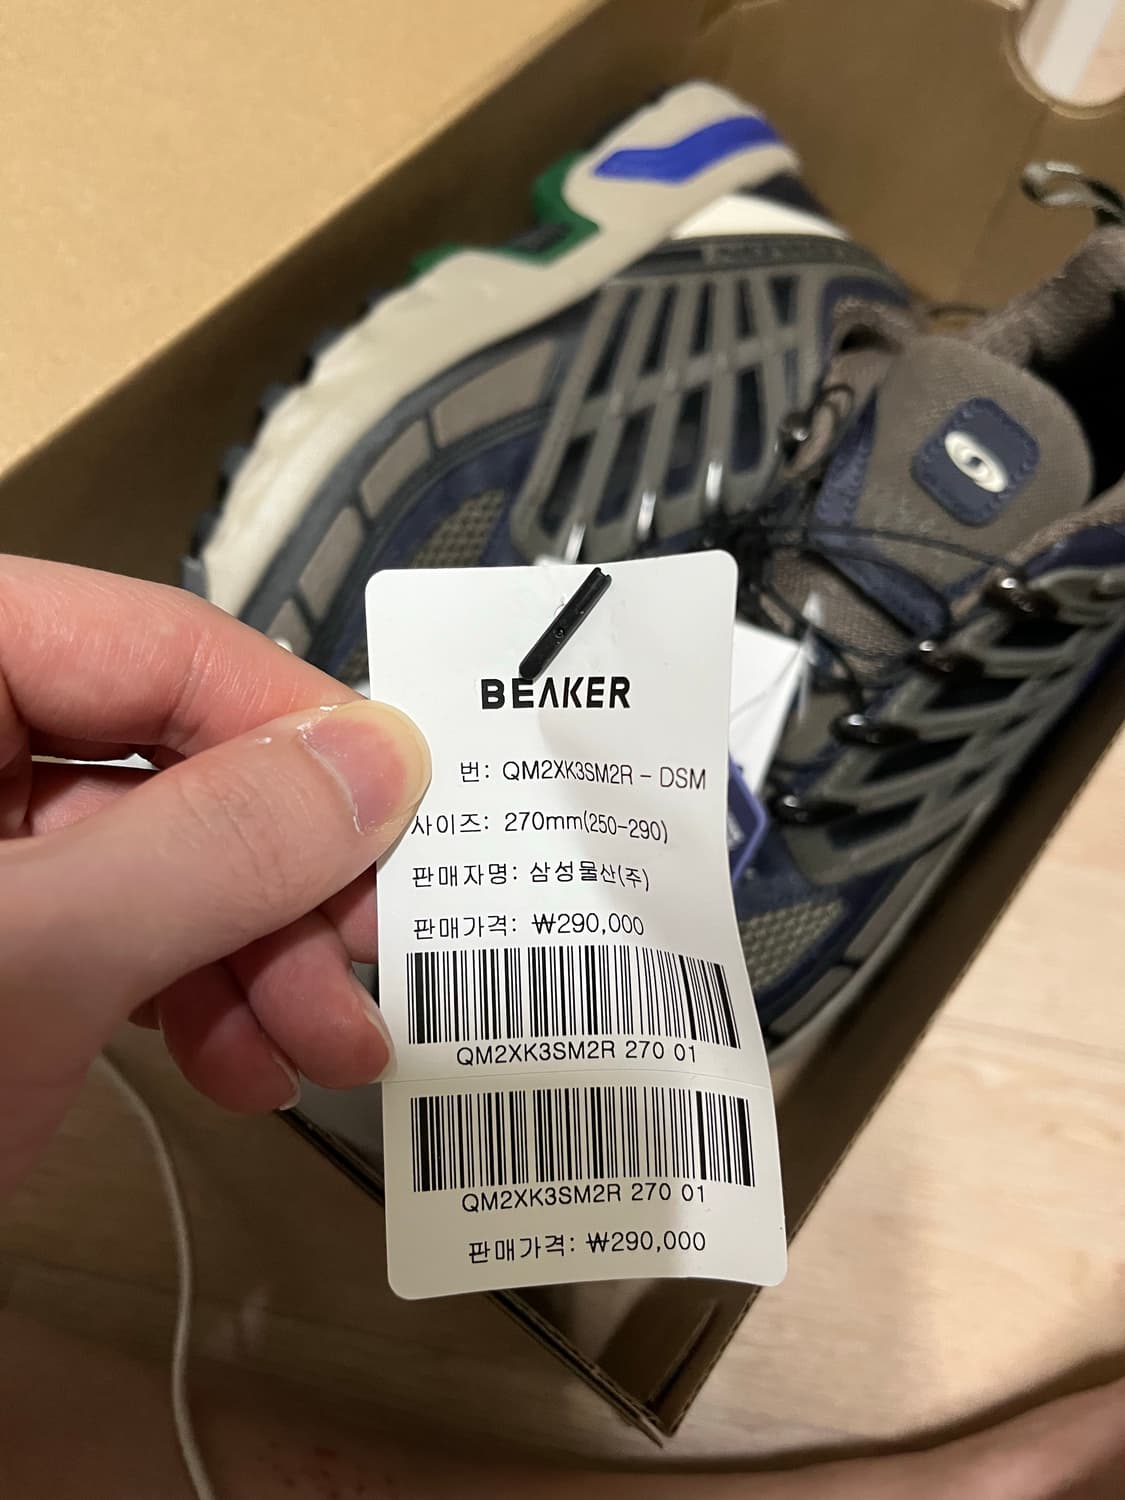 BEAKER
번: QM2XK3SM2R - DSM
사이즈: 270mm(250-290)
판매자명: 삼성물산(주)
판매가격: ₩290,000
QM2XK3SM2R 270 01
QM2XK3SM2R 270 01
판매가격: ₩290,000